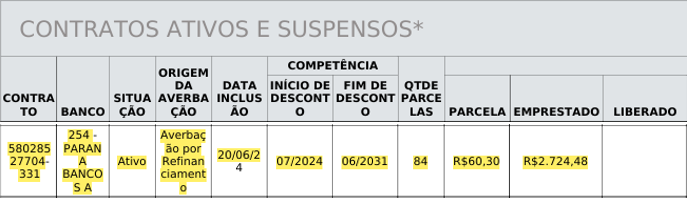 CONTRATOS ATIVOS E SUSPENSOS*
COMPETÊNCIA
CONTRA
TO
BANCO
SITUA
ÇÃO
ORIGEM
DA
AVERBA
ÇÃO
DATA
INCLUS
ÃO
INÍCIO DE
DESCONT
O
FIM DE
DESCONT
O
QTDE
PARCE
LAS
PARCELA
EMPRESTADO
LIBERADO
580285
27704-
331
254 -
PARAN
A
BANCO
S A
Ativo
Averbaç
ão por
Refinan
ciament
o
20/06/2
4
07/2024
06/2031
84
R$60,30
R$2.724,48